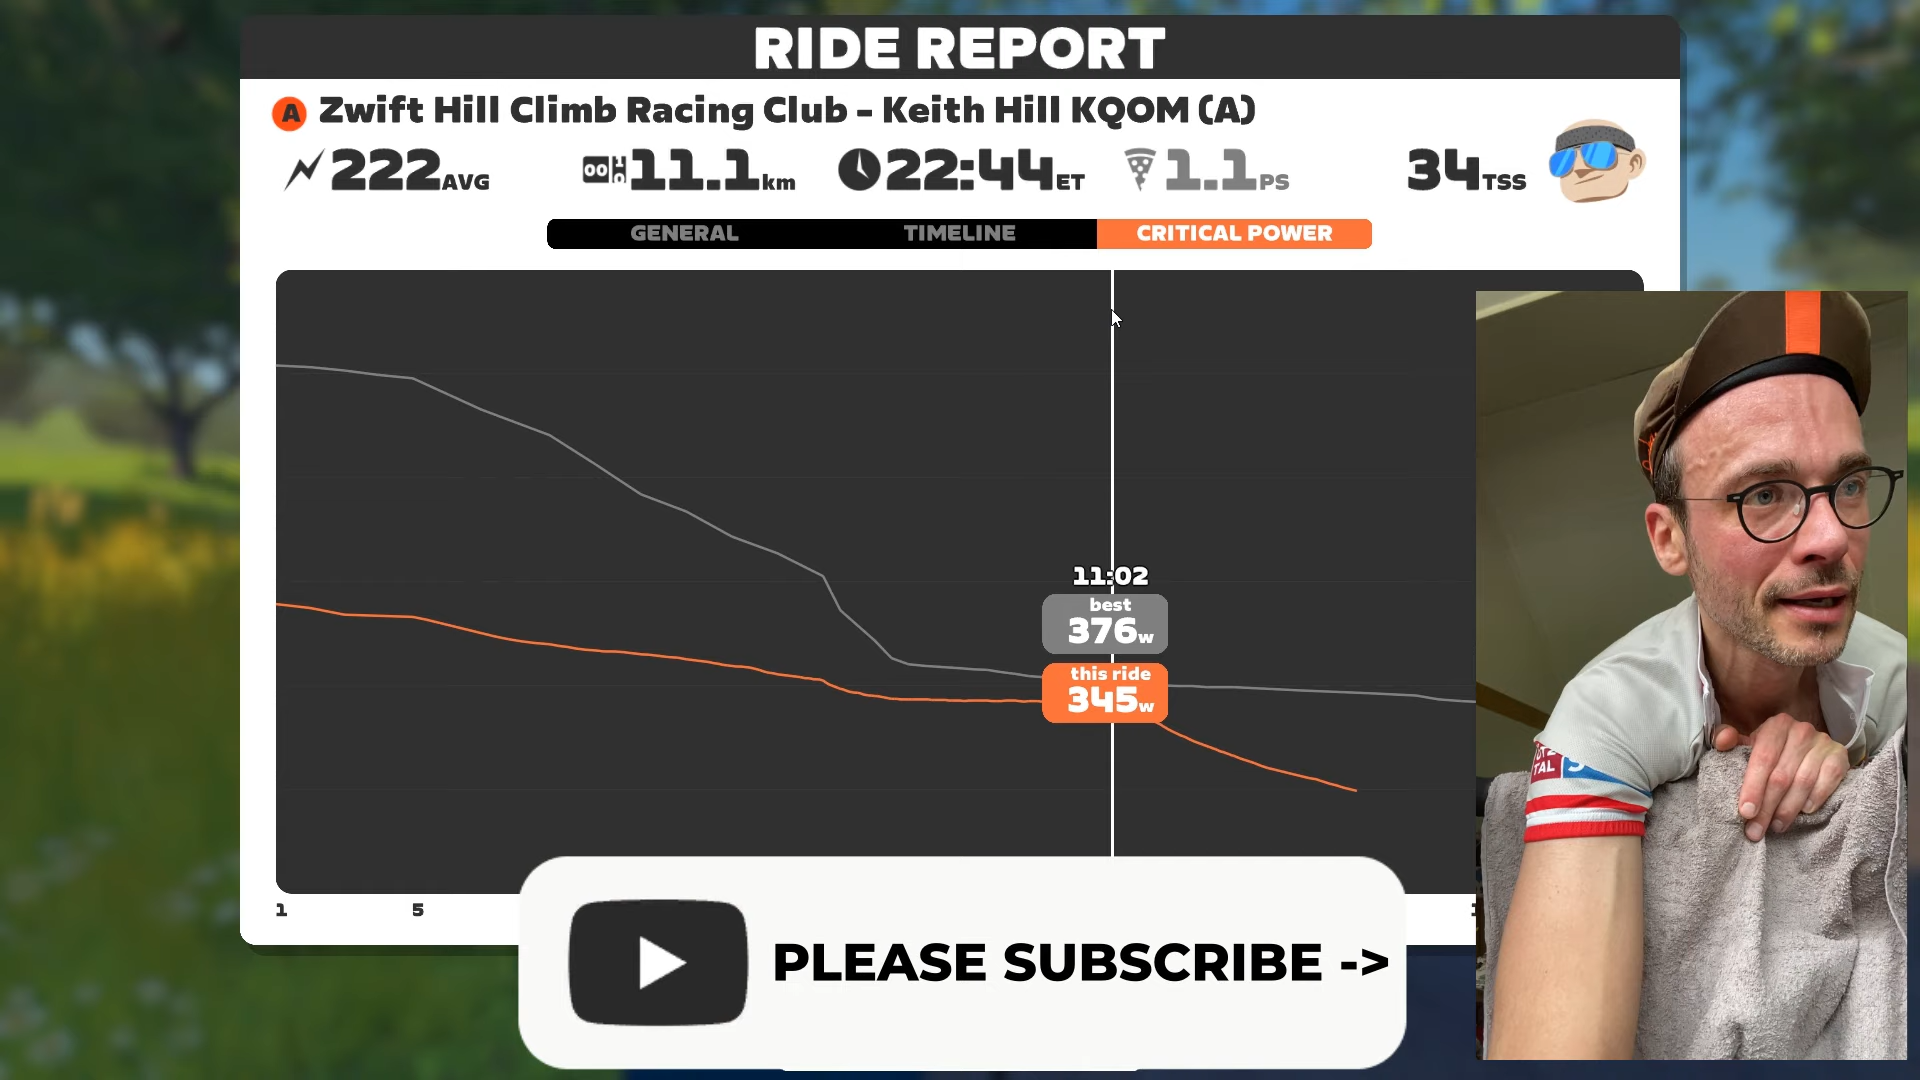 RIDE REPORT
A Zwift Hill Climb Racing Club - Keith Hill KQOM (A)
222AVG 11.1km 22:44ET 1.1PS 34TSS
GENERAL TIMELINE CRITICAL POWER
11:02
best
376w
this ride
345w
TAL
1 5
PLEASE SUBSCRIBE ->